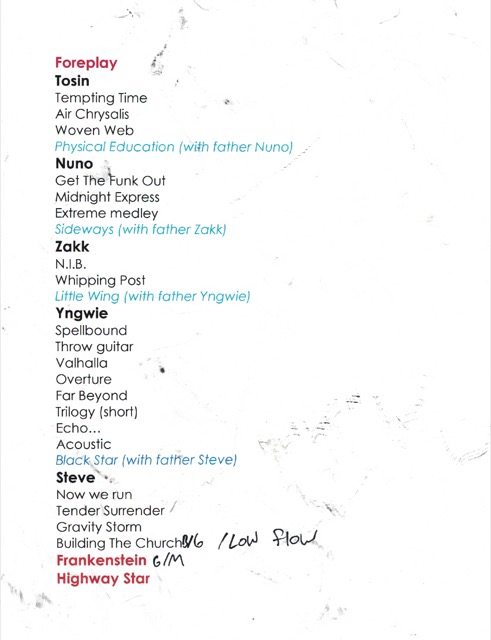 Foreplay
Tosin
Tempting Time
Air Chrysalis
Woven Web
Physical Education (with father Nuno)
Nuno
Get The Funk Out
Midnight Express
Extreme medley
Sideways (with father Zakk)
Zakk
N.I.B.
Whipping Post
Little Wing (with father Yngwie)
Yngwie
Spellbound
Throw guitar
Valhalla
Overture
Far Beyond
Trilogy (short)
Echo...
Acoustic
Black Star (with father Steve)
Steve
Now we run
Tender Surrender
Gravity Storm
Building The Church / Low flow
Frankenstein G/M
Highway Star